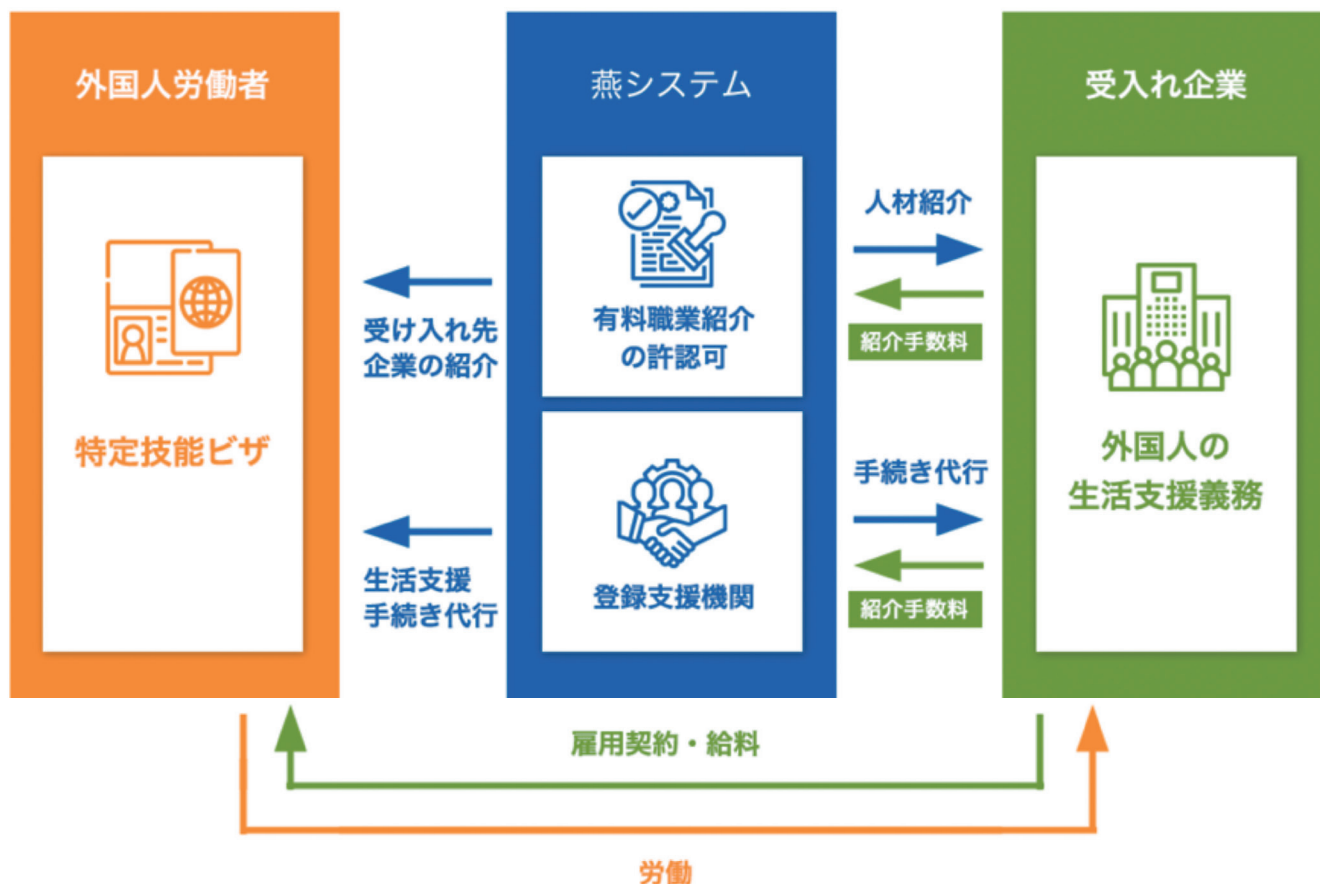 外国人労働者
特定技能ビザ
受け入れ先
企業の紹介
生活支援
手続き代行
燕システム
有料職業紹介
の許認可
登録支援機関
人材紹介
紹介手数料
手続き代行
紹介手数料
受入れ企業
外国人の
生活支援義務
雇用契約・給料
労働